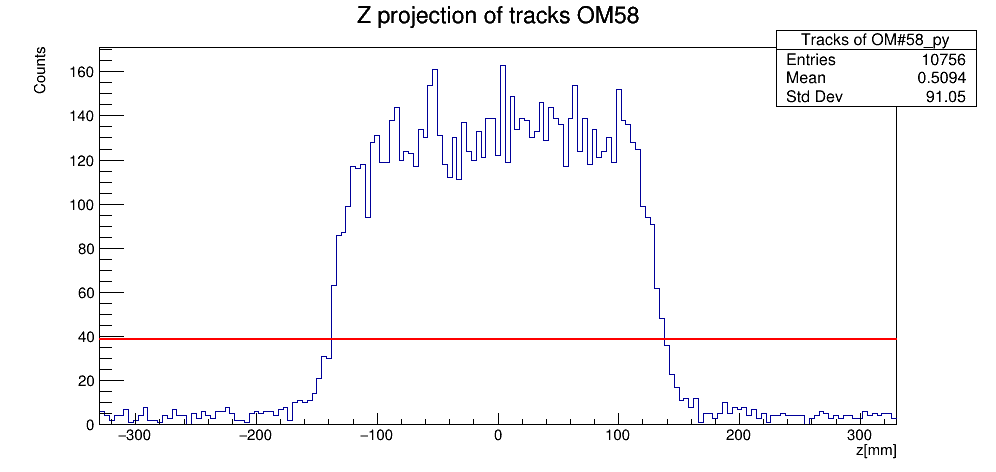 Z projection of tracks OM58
Counts
Tracks of OM#58_py
Entries 10756
Mean 0.5094
Std Dev 91.05
160
140
120
100
80
60
40
20
0
−300 −200 −100 0 100 200 300
z[mm]